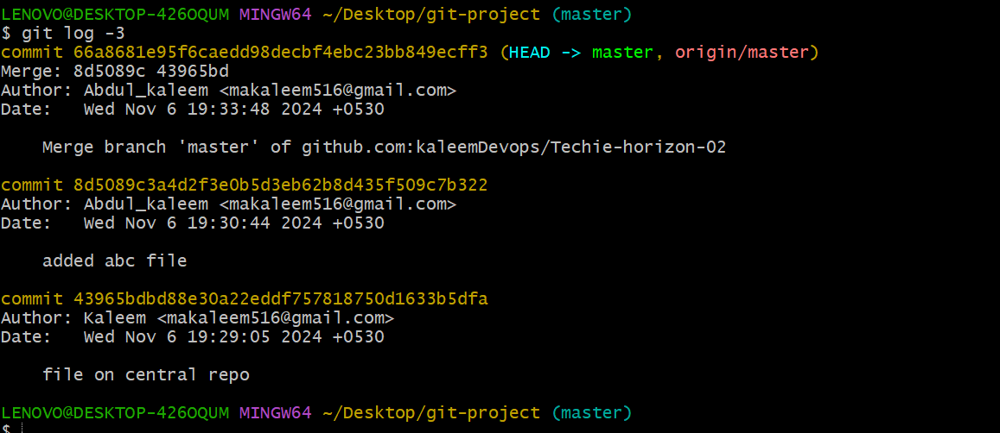 LENOVO@DESKTOP-426OQUM MINGW64 ~/Desktop/git-project (master)
$ git log -3
commit 66a8681e95f6caedd98decbf4ebc23bb849ecff3 (HEAD -> master, origin/master)
Merge: 8d5089c 43965bd
Author: Abdul_kaleem <makaleem516@gmail.com>
Date:   Wed Nov 6 19:33:48 2024 +0530
    Merge branch 'master' of github.com:kaleemDevops/Techie-horizon-02
commit 8d5089c3a4d2f3e0b5d3eb62b8d435f509c7b322
Author: Abdul_kaleem <makaleem516@gmail.com>
Date:   Wed Nov 6 19:30:44 2024 +0530
    added abc file
commit 43965bdbd88e30a22eddf757818750d1633b5dfa
Author: Kaleem <makaleem516@gmail.com>
Date:   Wed Nov 6 19:29:05 2024 +0530
    file on central repo
LENOVO@DESKTOP-426OQUM MINGW64 ~/Desktop/git-project (master)
$